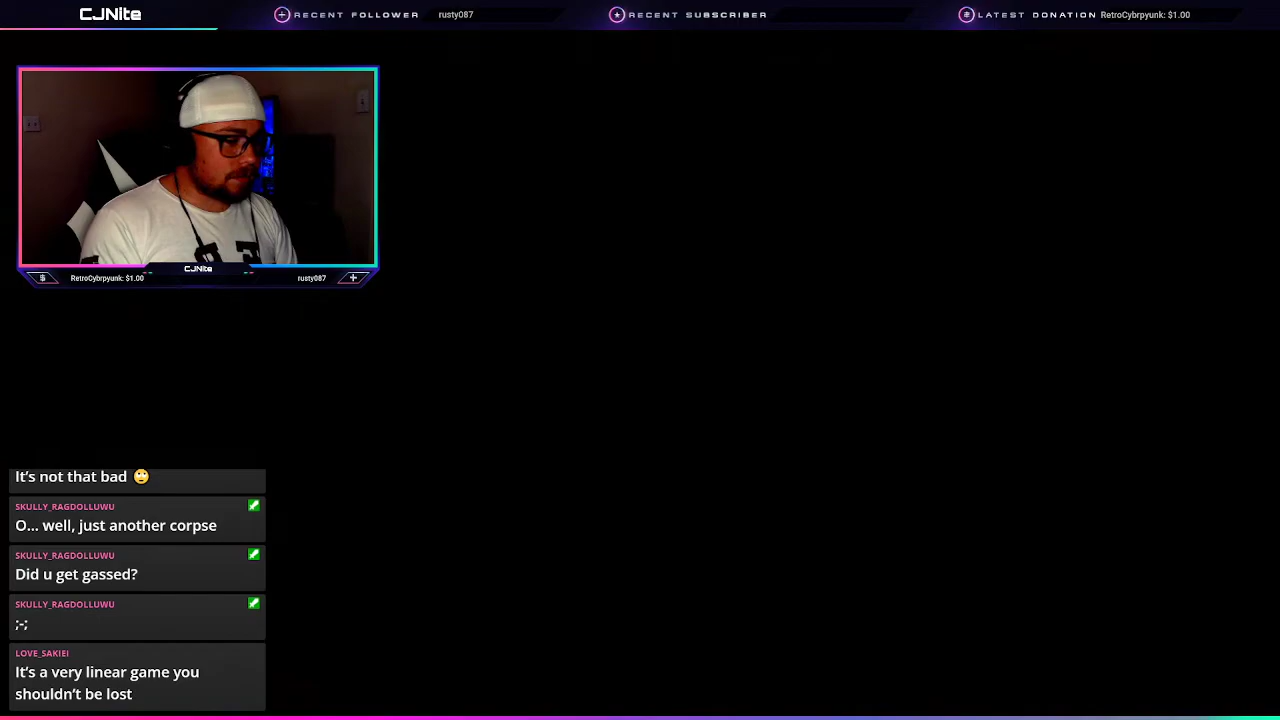 CJNite
RECENT FOLLOWER rusty087
RECENT SUBSCRIBER
LATEST DONATION RetroCybrpyunk: $1.00
CJNite
RetroCybrpyunk: $1.00
rusty087
It’s not that bad 🙄
SKULLY_RAGDOLLUWU
O... well, just another corpse
SKULLY_RAGDOLLUWU
Did u get gassed?
SKULLY_RAGDOLLUWU
;-;
LOVE_SAKIEI
It’s a very linear game you
shouldn’t be lost